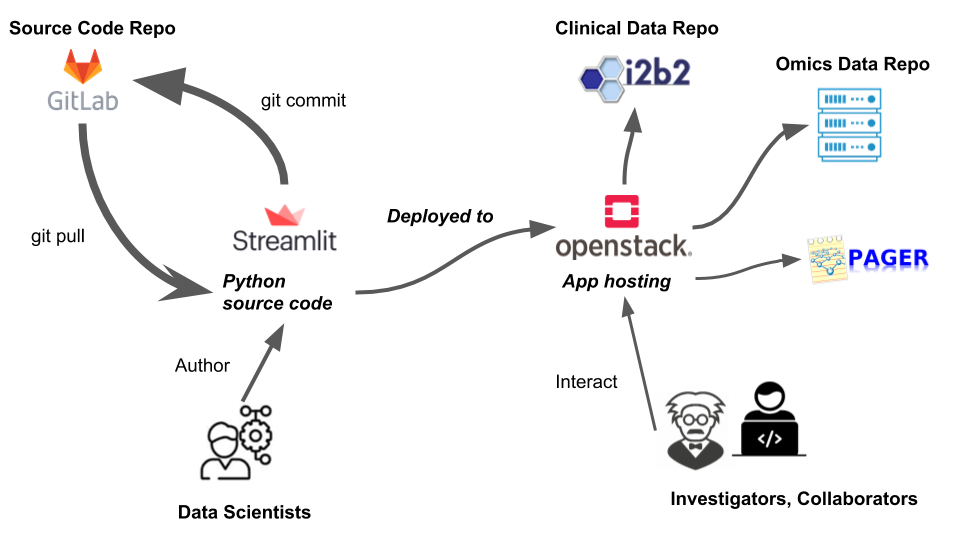 Source Code Repo
GitLab
git commit
git pull
Streamlit
Python
source code
Author
Data Scientists
Deployed to
Clinical Data Repo
i2b2
Omics Data Repo
openstack.
App hosting
PAGER
Interact
</>
Investigators, Collaborators